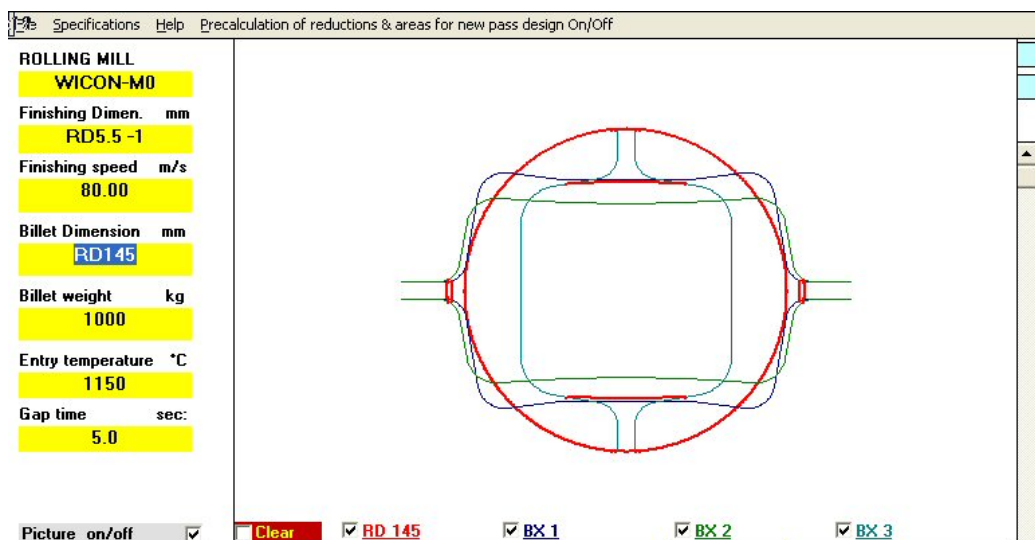 Specifications Help Precalculation of reductions & areas for new pass design On/Off
ROLLING MILL
WICON-M0
Finishing Dimen. mm
RD5.5 -1
Finishing speed m/s
80.00
Billet Dimension mm
RD145
Billet weight kg
1000
Entry temperature °C
1150
Gap time sec:
5.0
Picture on/off
Clear RD 145 BX 1 BX 2 BX 3